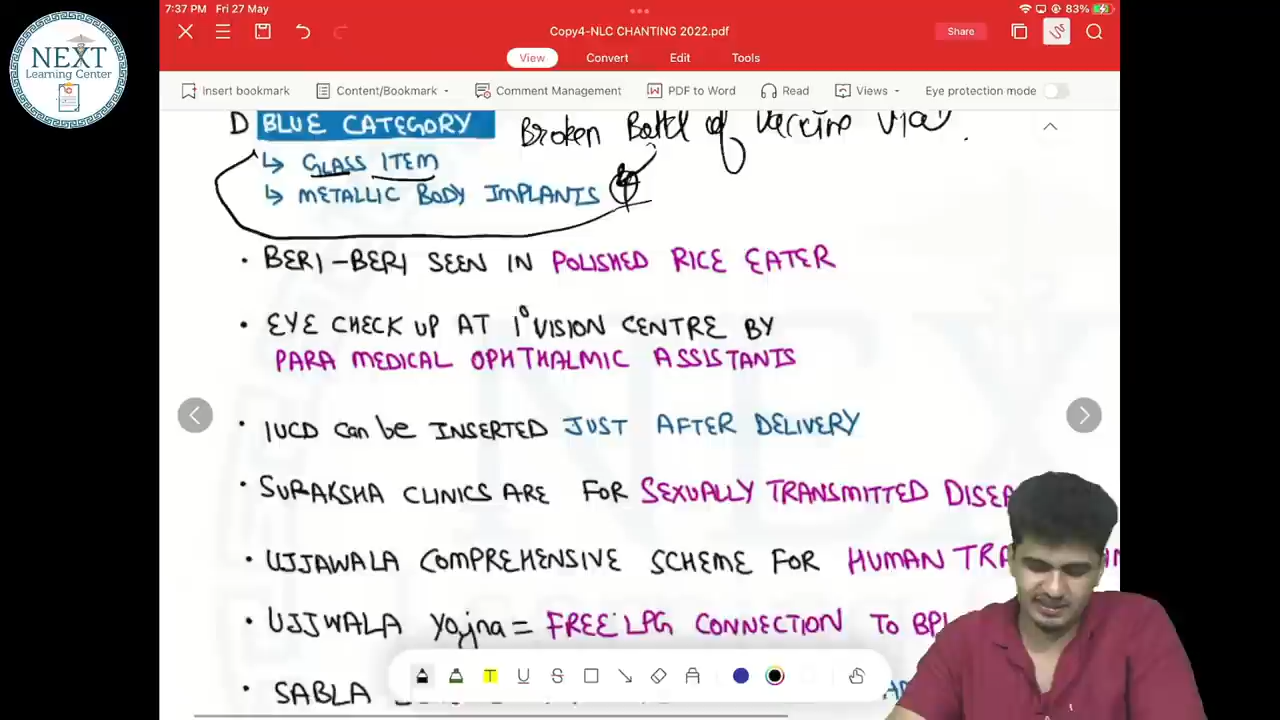 7:37 PM Fri 27 May
83%
NEXT
Learning Center
Copy4-NLC CHANTING 2022.pdf
Share
View
Convert
Edit
Tools
Insert bookmark
Content/Bookmark
Comment Management
PDF to Word
Read
Views
Eye protection mode
D BLUE CATEGORY Broken
↳ GLASS ITEM
↳ METALLIC BODY IMPLANTS
• BERI-BERI SEEN IN POLISHED RICE EATER
• EYE CHECK UP AT 1° VISION CENTRE BY
PARA MEDICAL OPHTHALMIC ASSISTANTS
• IUCD can be INSERTED JUST AFTER DELIVERY
• SURAKSHA CLINICS ARE FOR SEXUALLY TRANSMITTED DISEA
• UJJAWALA COMPREHENSIVE SCHEME FOR HUMAN TRA
• UJJWALA Yojna = FREE LPG CONNECTION TO BPL
• SABLA